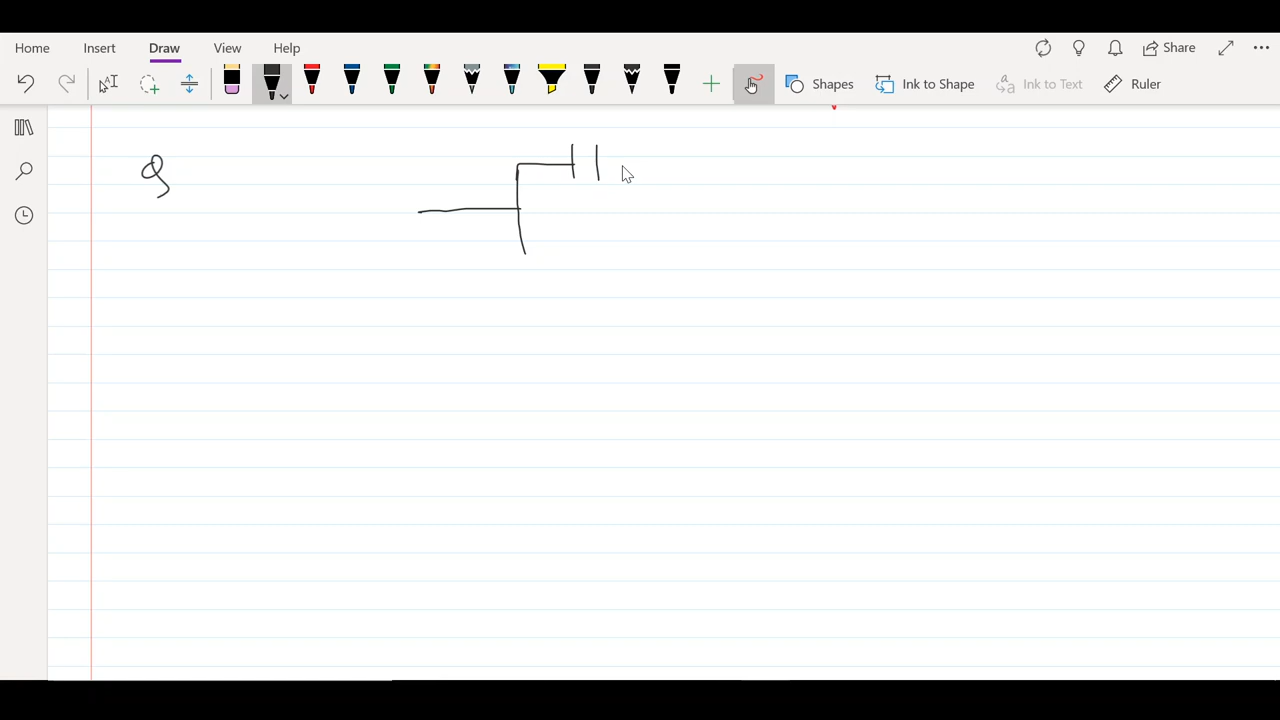 Home Insert Draw View Help Share
Shapes Ink to Shape Ink to Text Ruler
Q